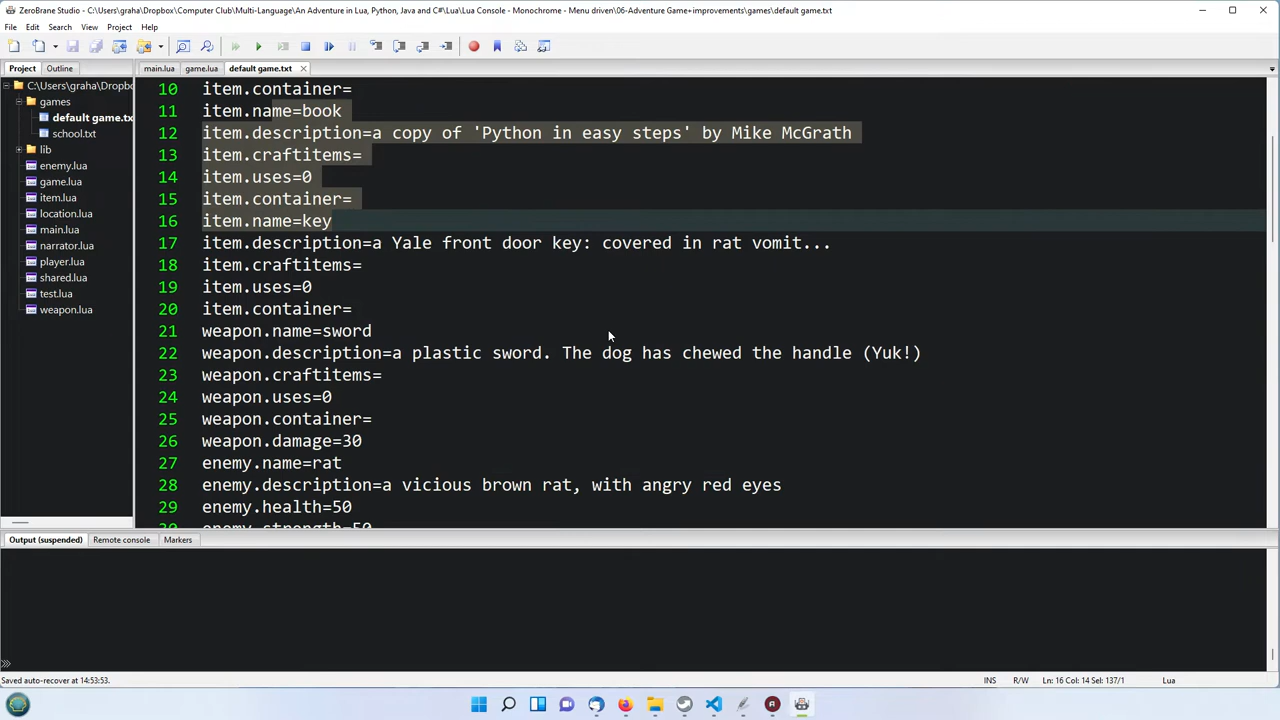 ZeroBrane Studio - C:\Users\graha\Dropbox\Computer Club\Multi-Language\An Adventure in Lua, Python, Java and C#\Lua\Lua Console - Monochrome - Menu driven\06-Adventure Game+improvements\games\default game.txt
File Edit Search View Project Help
Project Outline
main.lua game.lua default game.txt
C:\Users\graha\Dropbo
games
default game.tx
school.txt
lib
enemy.lua
game.lua
item.lua
location.lua
main.lua
narrator.lua
player.lua
shared.lua
test.lua
weapon.lua
10 item.container=
11 item.name=book
12 item.description=a copy of 'Python in easy steps' by Mike McGrath
13 item.craftitems=
14 item.uses=0
15 item.container=
16 item.name=key
17 item.description=a Yale front door key: covered in rat vomit...
18 item.craftitems=
19 item.uses=0
20 item.container=
21 weapon.name=sword
22 weapon.description=a plastic sword. The dog has chewed the handle (Yuk!)
23 weapon.craftitems=
24 weapon.uses=0
25 weapon.container=
26 weapon.damage=30
27 enemy.name=rat
28 enemy.description=a vicious brown rat, with angry red eyes
29 enemy.health=50
30 enemy.strength=50
Output (suspended) Remote console Markers
Saved auto-recover at 14:53:53. INS R/W Ln: 16 Col: 14 Sel: 137/1 Lua